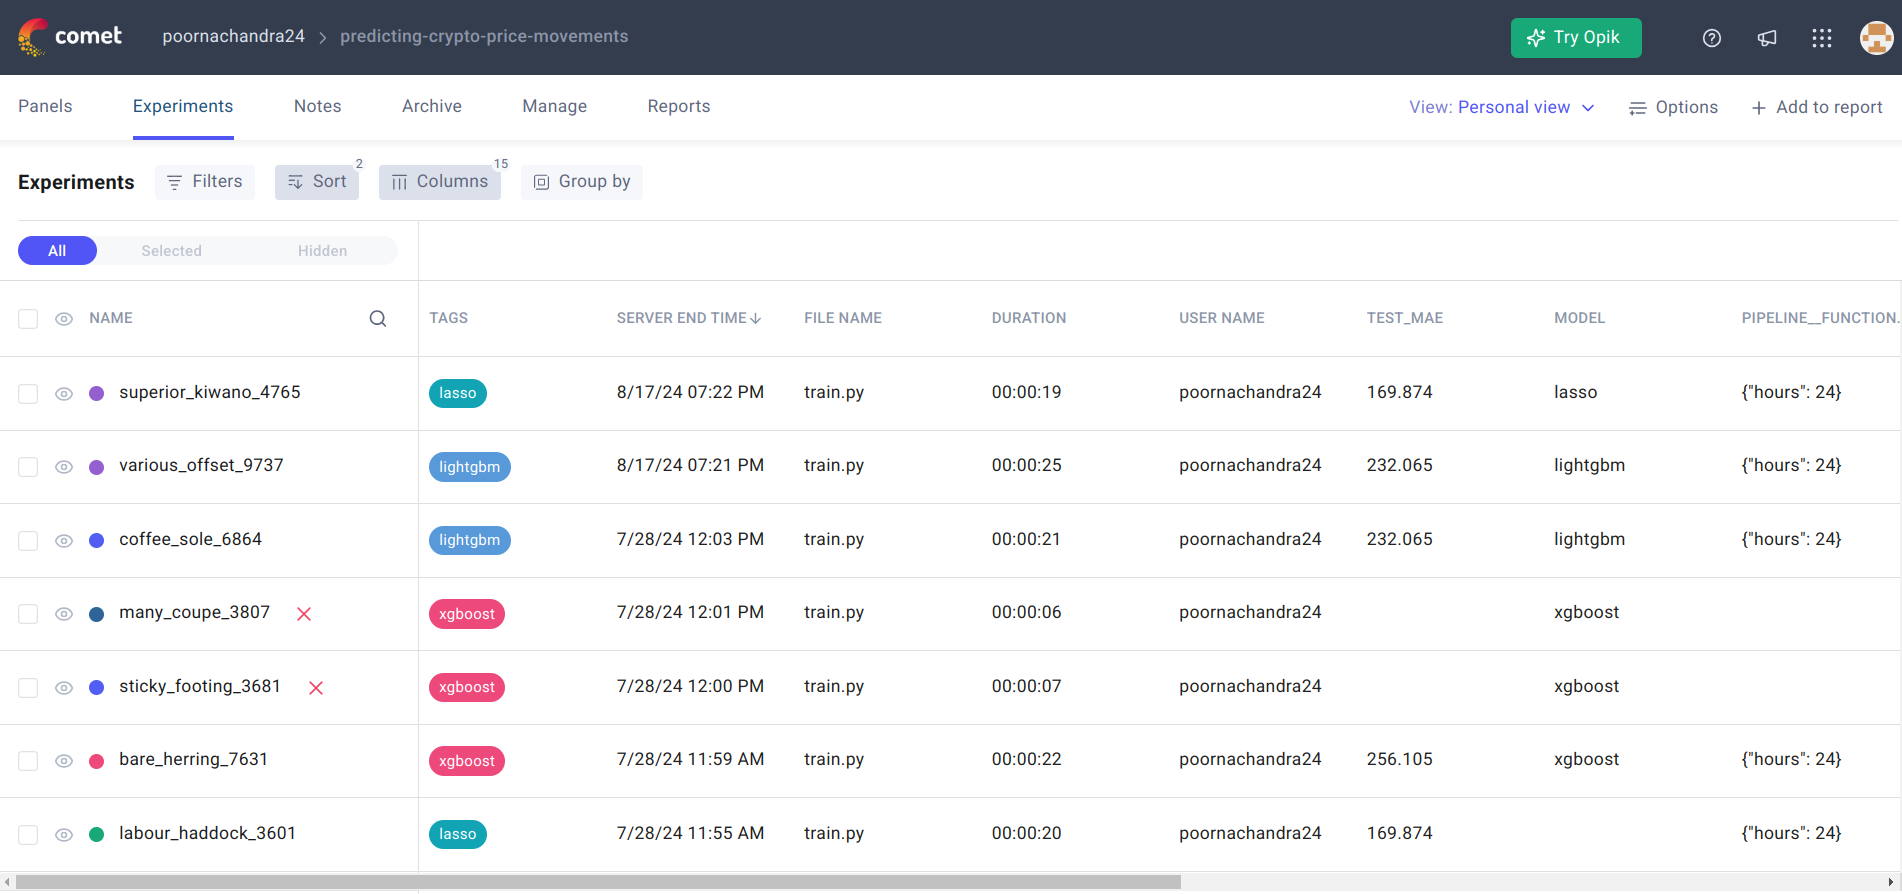 comet poornachandra24 > predicting-crypto-price-movements Try Opik
Panels Experiments Notes Archive Manage Reports View: Personal view Options + Add to report
Experiments Filters Sort 2 Columns 15 Group by
All Selected Hidden
NAME TAGS SERVER END TIME FILE NAME DURATION USER NAME TEST_MAE MODEL PIPELINE__FUNCTION.
superior_kiwano_4765 lasso 8/17/24 07:22 PM train.py 00:00:19 poornachandra24 169.874 lasso {"hours": 24}
various_offset_9737 lightgbm 8/17/24 07:21 PM train.py 00:00:25 poornachandra24 232.065 lightgbm {"hours": 24}
coffee_sole_6864 lightgbm 7/28/24 12:03 PM train.py 00:00:21 poornachandra24 232.065 lightgbm {"hours": 24}
many_coupe_3807 xgboost 7/28/24 12:01 PM train.py 00:00:06 poornachandra24 xgboost
sticky_footing_3681 xgboost 7/28/24 12:00 PM train.py 00:00:07 poornachandra24 xgboost
bare_herring_7631 xgboost 7/28/24 11:59 AM train.py 00:00:22 poornachandra24 256.105 xgboost {"hours": 24}
labour_haddock_3601 lasso 7/28/24 11:55 AM train.py 00:00:20 poornachandra24 169.874 {"hours": 24}